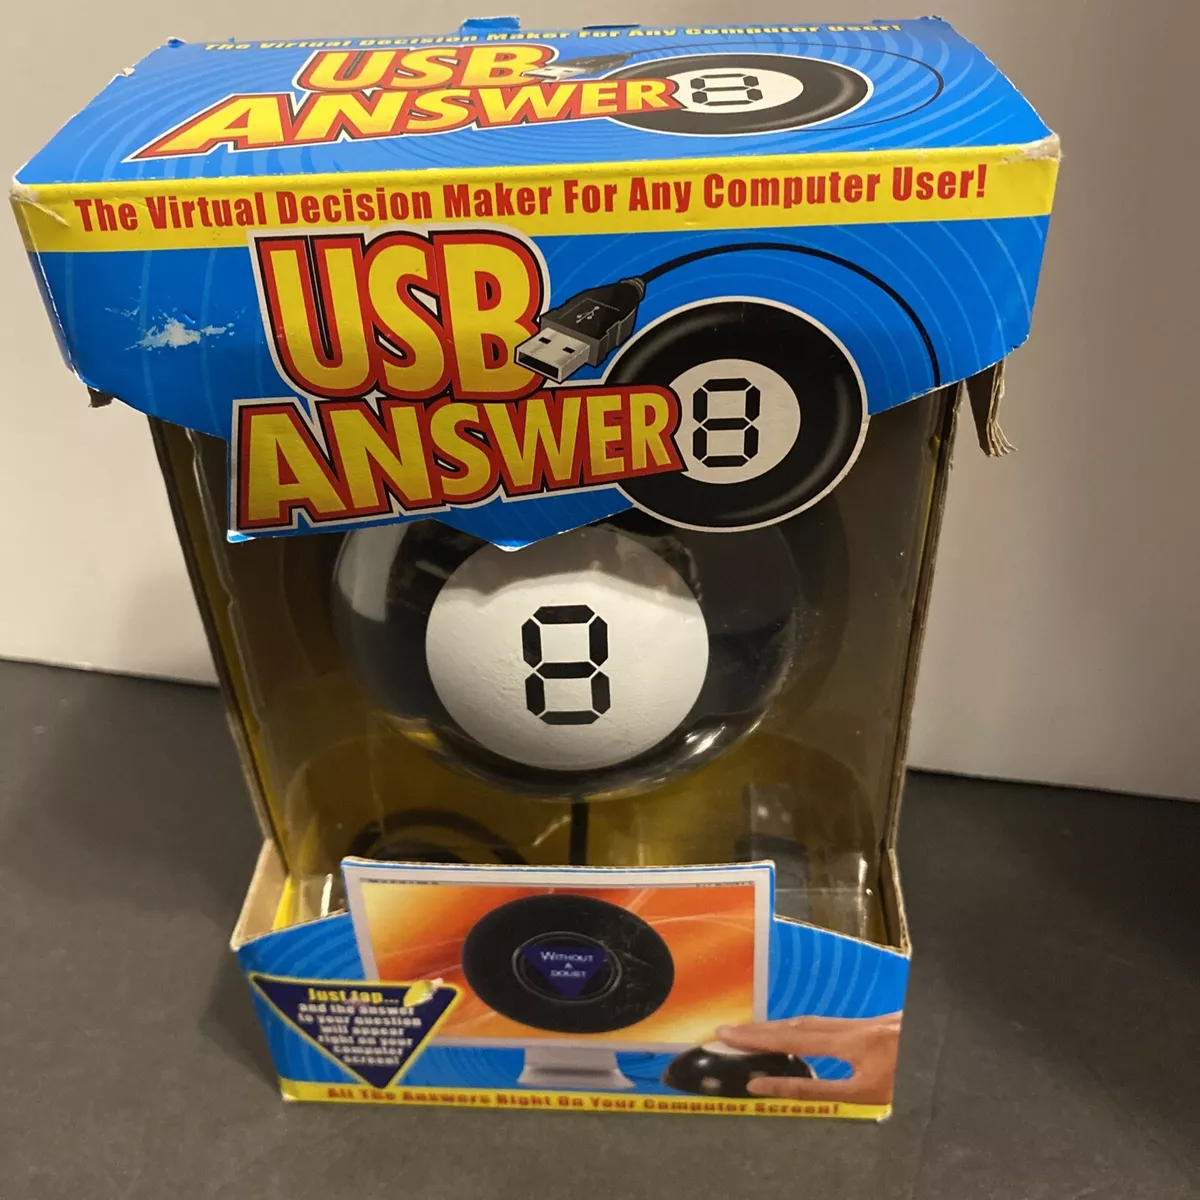 The Virtual Decision Maker For Any Computer User!
USB
ANSWER 8
The Virtual Decision Maker For Any Computer User!
USB
ANSWER 8
8
WITHOUT
A
DOUBT
Just tap...
and the answer
to your question
will appear
right on your
computer
screen!
All The Answers Right On Your Computer Screen!